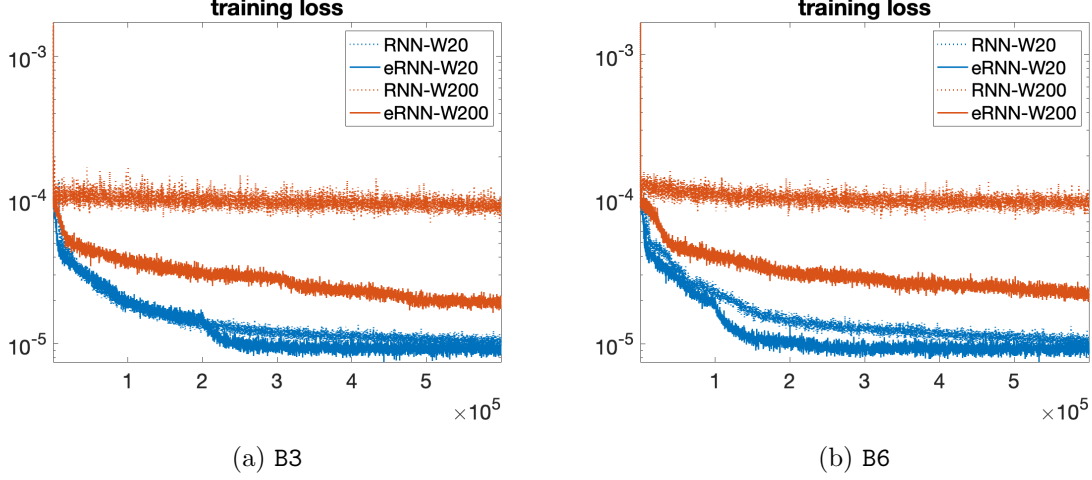 training loss
10^-3
10^-4
10^-5
RNN-W20
eRNN-W20
RNN-W200
eRNN-W200
1 2 3 4 5
×10^5
(a) B3
training loss
10^-3
10^-4
10^-5
RNN-W20
eRNN-W20
RNN-W200
eRNN-W200
1 2 3 4 5
×10^5
(b) B6